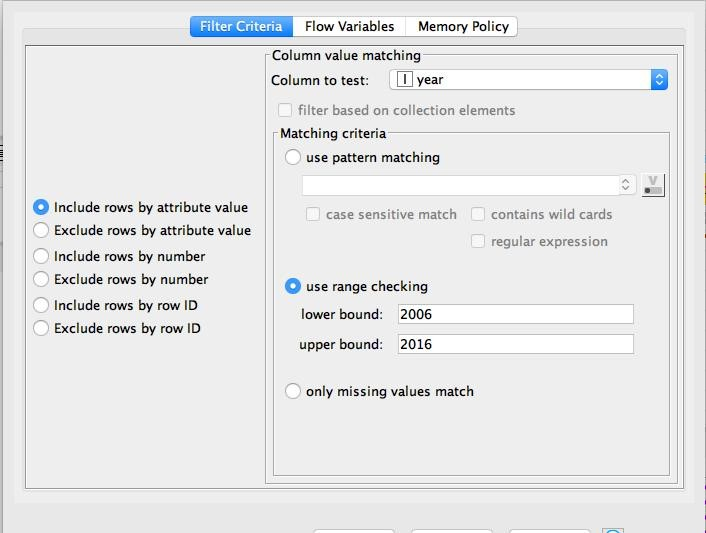 Filter Criteria Flow Variables Memory Policy
Include rows by attribute value
Exclude rows by attribute value
Include rows by number
Exclude rows by number
Include rows by row ID
Exclude rows by row ID
Column value matching
Column to test: I year
filter based on collection elements
Matching criteria
use pattern matching
V
case sensitive match contains wild cards
regular expression
use range checking
lower bound: 2006
upper bound: 2016
only missing values match